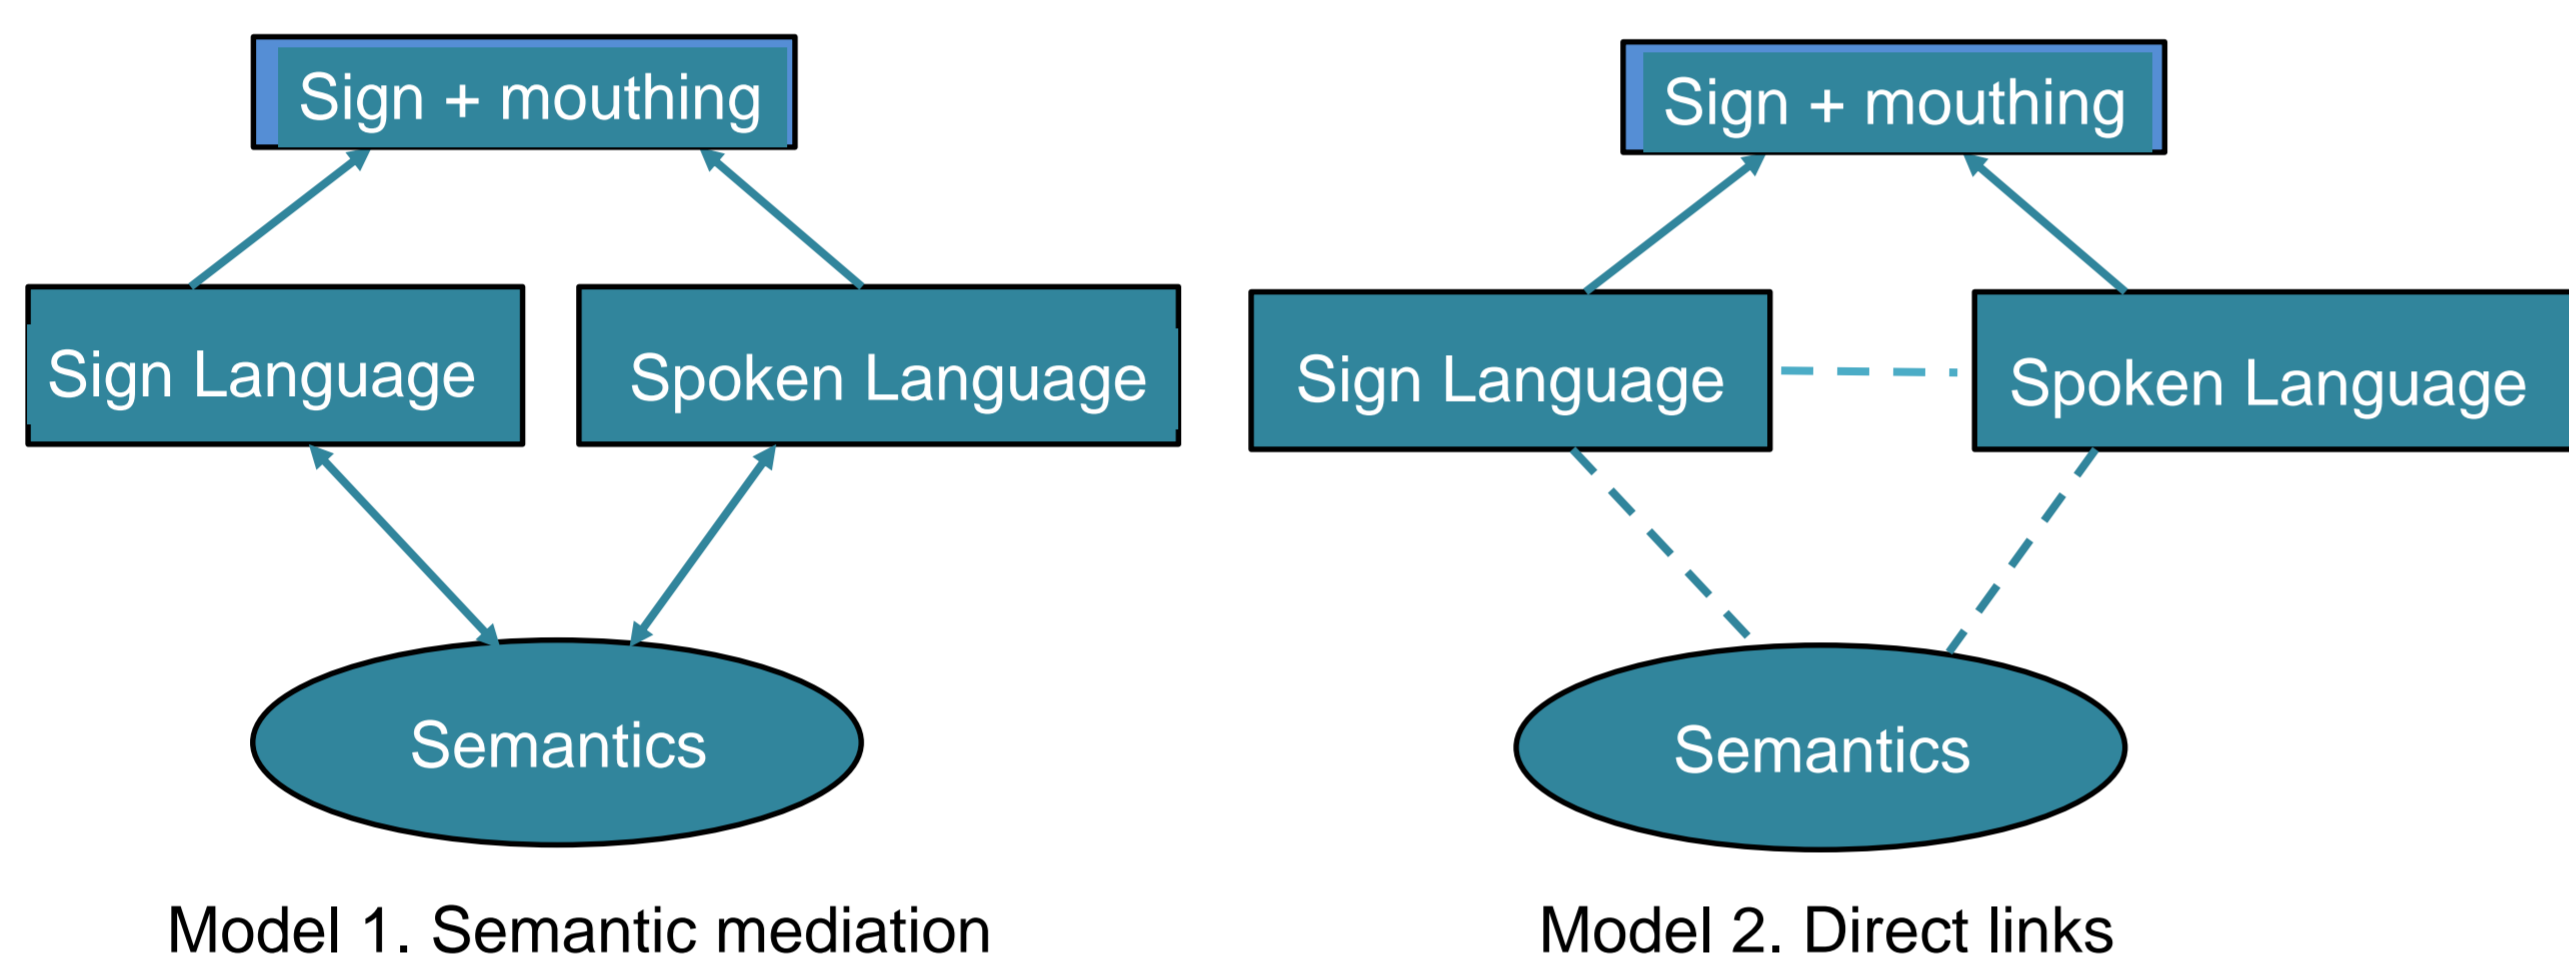 Sign + mouthing
Sign Language
Spoken Language
Semantics
Model 1. Semantic mediation
Sign + mouthing
Sign Language
Spoken Language
Semantics
Model 2. Direct links